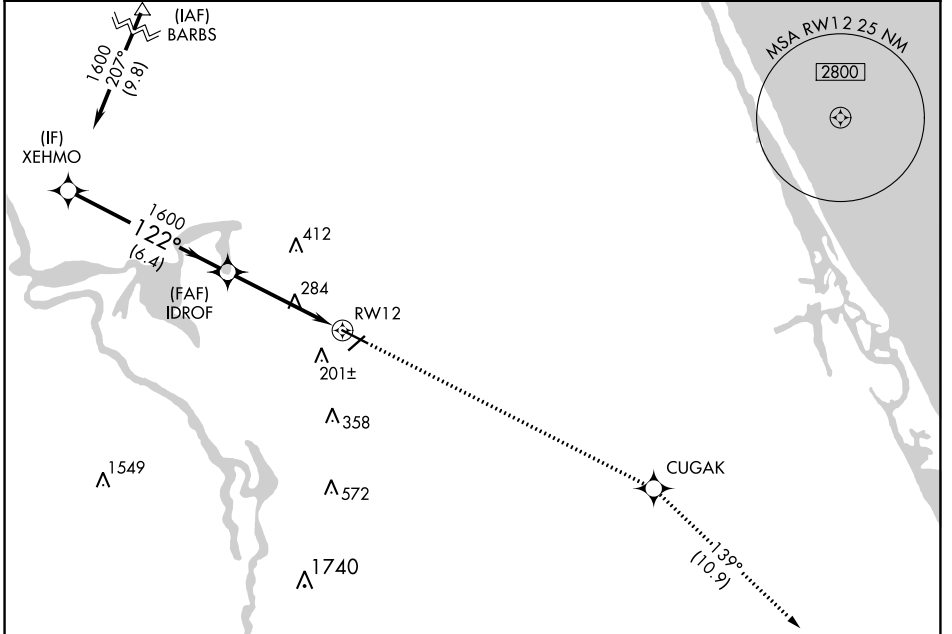 (IAF)
BARBS
1600
207°
(9.8)
MSA RW12 25 NM
2800
(IF)
XEHMO
1600
122°
(6.4)
(FAF)
IDROF
412
284
RW12
201±
358
1549
572
CUGAK
1740
139°
(10.9)